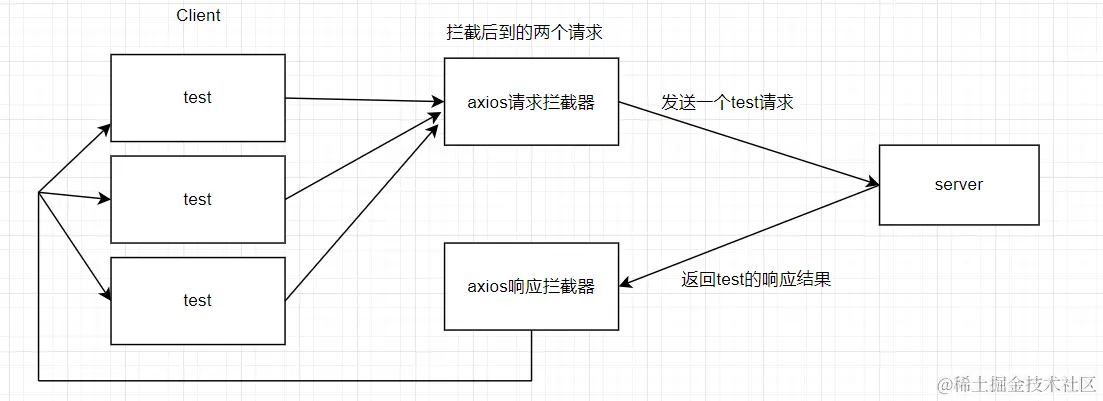 Client
拦截后到的两个请求
test
axios请求拦截器
发送一个test请求
test
server
test
axios响应拦截器
返回test的响应结果
@稀土掘金技术社区